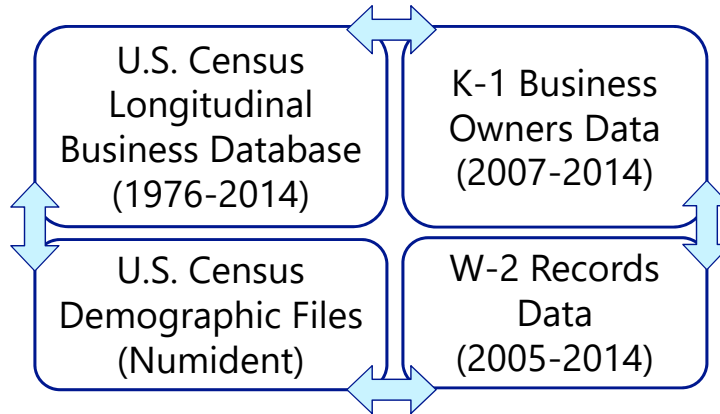 U.S. Census
Longitudinal
Business Database
(1976-2014)
K-1 Business
Owners Data
(2007-2014)
U.S. Census
Demographic Files
(Numident)
W-2 Records
Data
(2005-2014)